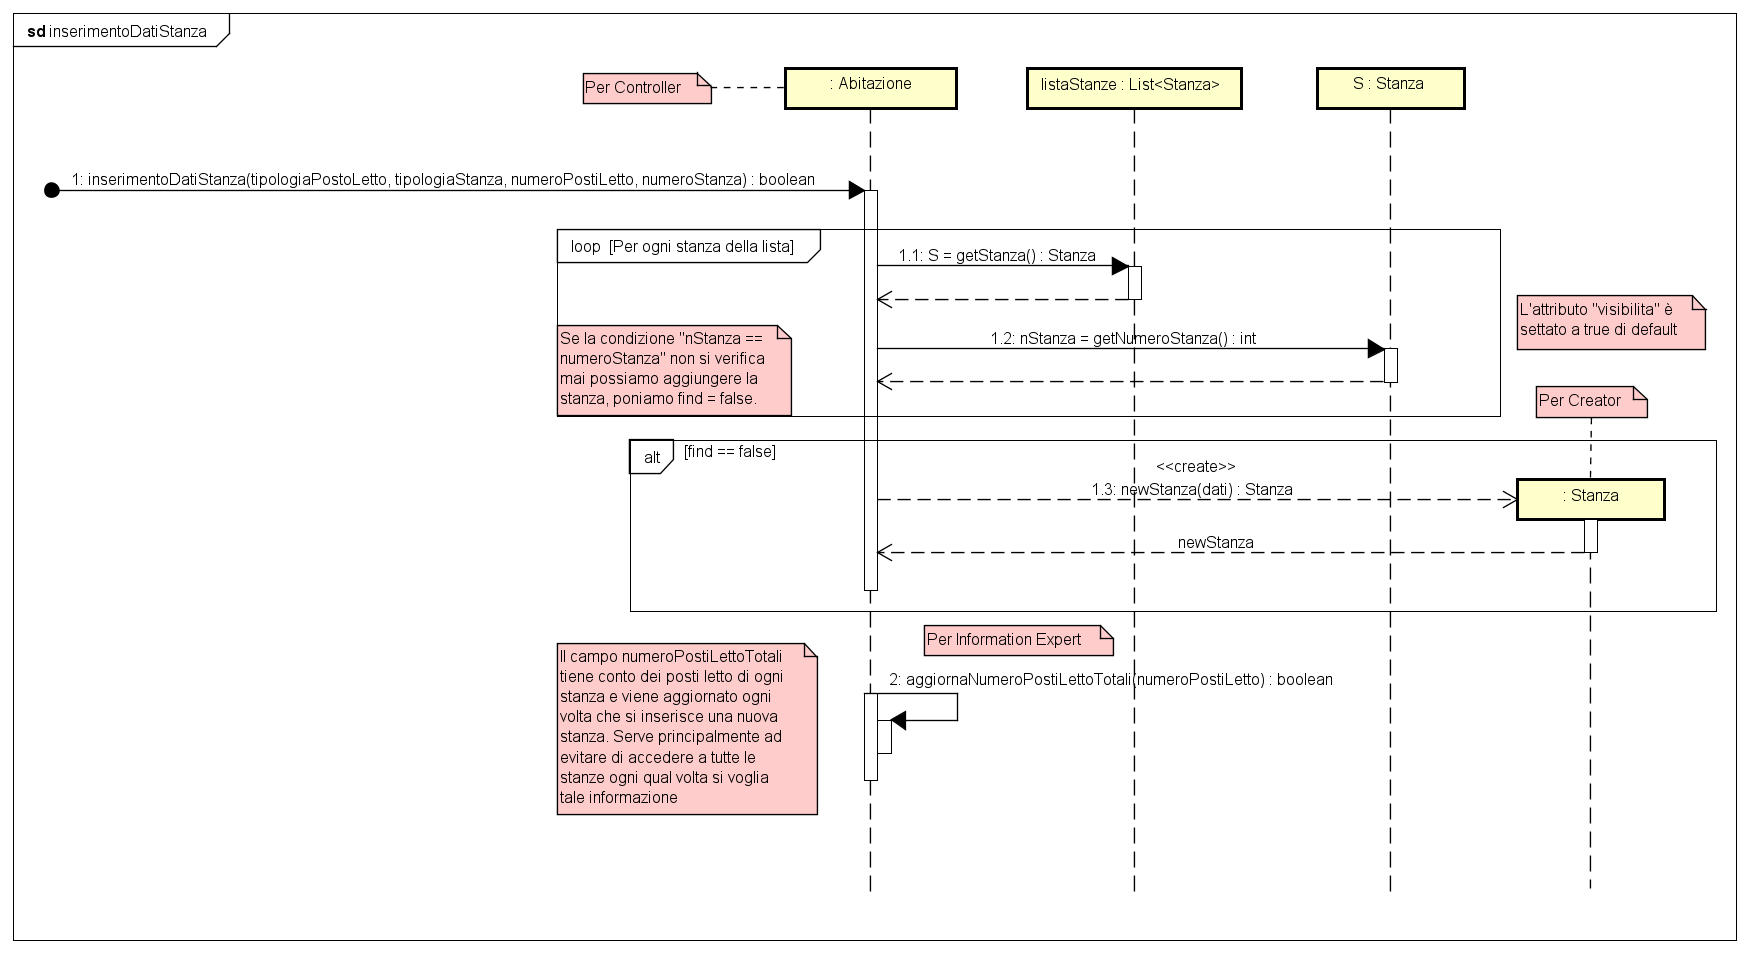 sd inserimentoDatiStanza
Per Controller
: Abitazione
listaStanze : List<Stanza>
S : Stanza
1: inserimentoDatiStanza(tipologiaPostoLetto, tipologiaStanza, numeroPostiLetto, numeroStanza) : boolean
loop [Per ogni stanza della lista]
1.1: S = getStanza() : Stanza
L'attributo "visibilita" è
settato a true di default
Se la condizione "nStanza ==
numeroStanza" non si verifica
mai possiamo aggiungere la
stanza, poniamo find = false.
1.2: nStanza = getNumeroStanza() : int
Per Creator
alt [find == false]
<<create>>
1.3: newStanza(dati) : Stanza
: Stanza
newStanza
Per Information Expert
Il campo numeroPostiLettoTotali
tiene conto dei posti letto di ogni
stanza e viene aggiornato ogni
volta che si inserisce una nuova
stanza. Serve principalmente ad
evitare di accedere a tutte le
stanze ogni qual volta si voglia
tale informazione
2: aggiornaNumeroPostiLettoTotali(numeroPostiLetto) : boolean